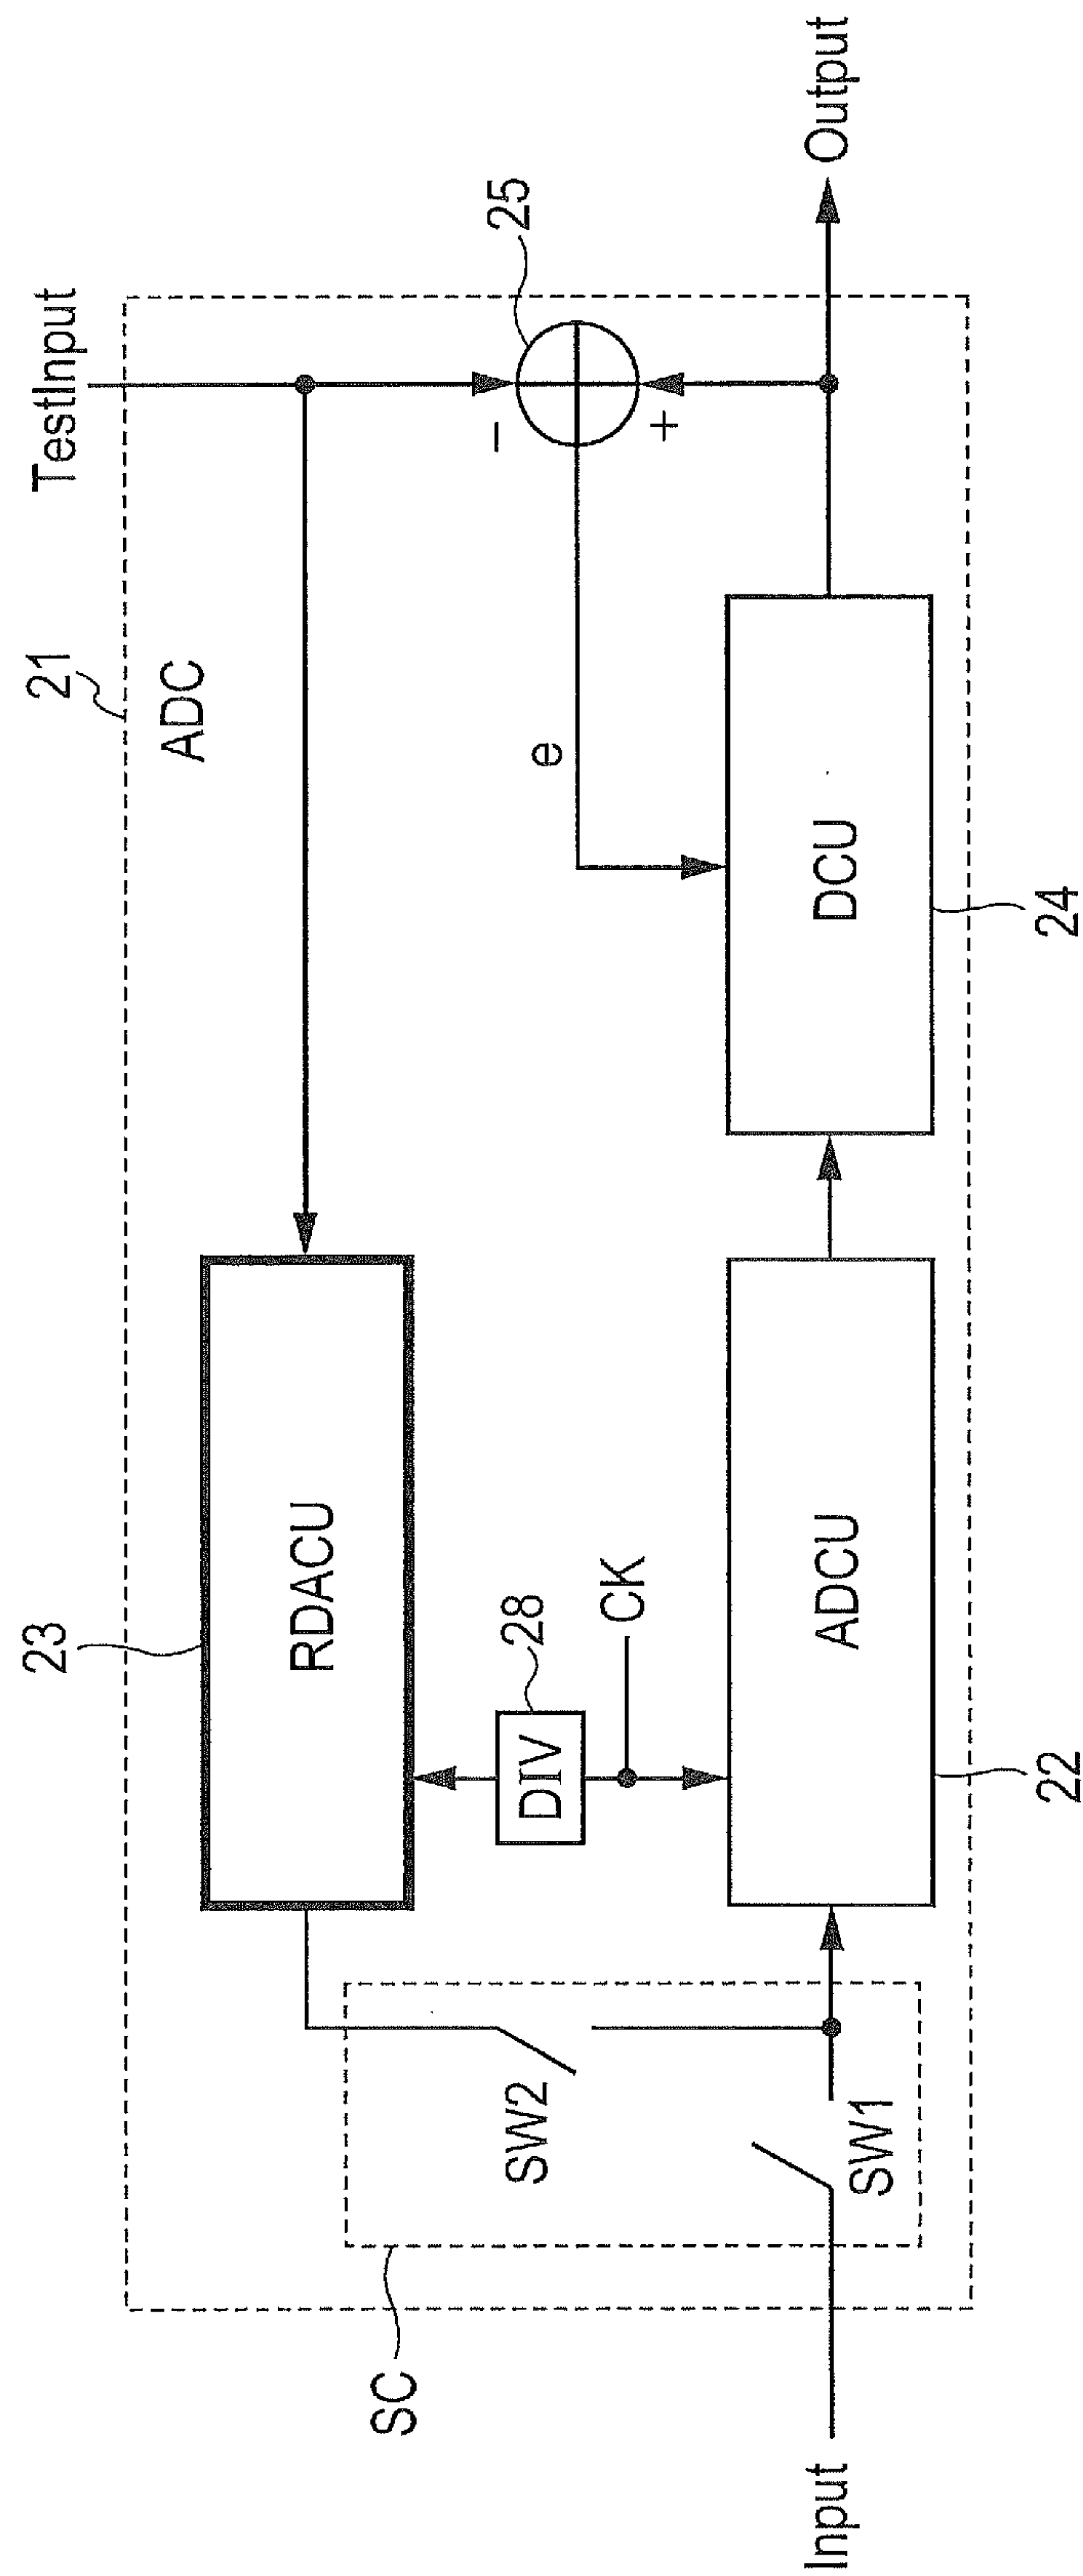 TestInput
21
ADC
23
RDACU
25
−
+
e
28
DIV
CK
SW2
SC
SW1
Input
ADCU
22
DCU
24
Output